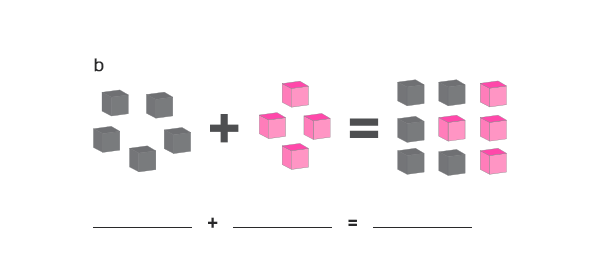 b
+ =
+ =